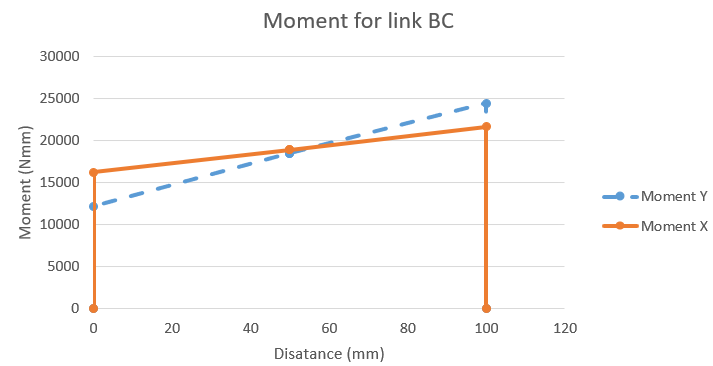 Moment for link BC
30000
25000
20000
15000
10000
5000
0
Moment (Nmm)
0 20 40 60 80 100 120
Disatance (mm)
Moment Y
Moment X